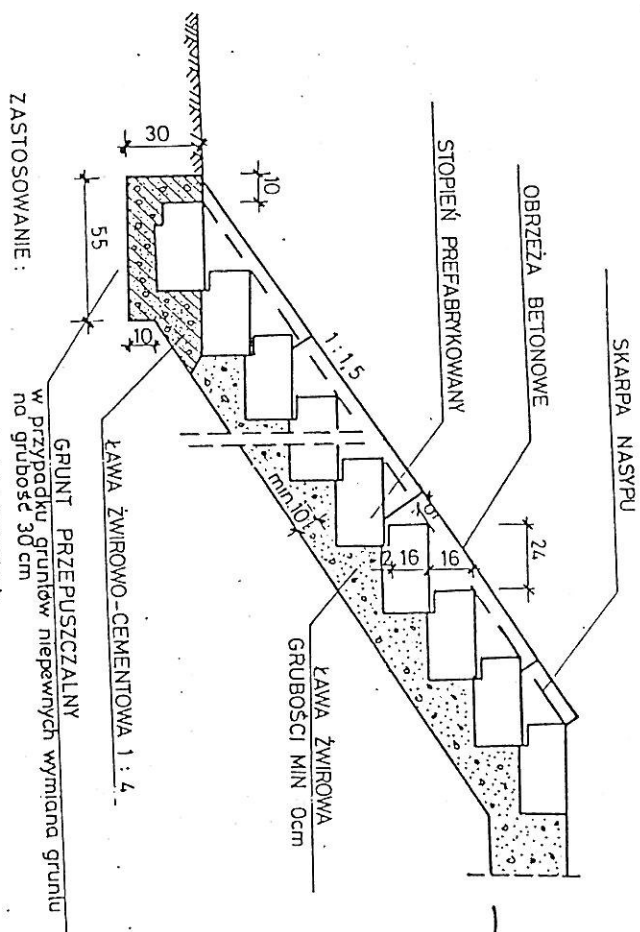 SKARPA NASYPU
OBRZEŻA BETONOWE
STOPIEŃ PREFABRYKOWANY
1:1,5
24
5
16
16
2
min.10
10
30
10
55
ŁAWA ŻWIROWA
GRUBOŚCI MIN 0cm
ŁAWA ŻWIROWO-CEMENTOWA 1 : 4
GRUNT PRZEPUSZCZALNY
w przypadku gruntów niepewnych wymiana gruntu
na grubość 30 cm
ZASTOSOWANIE :